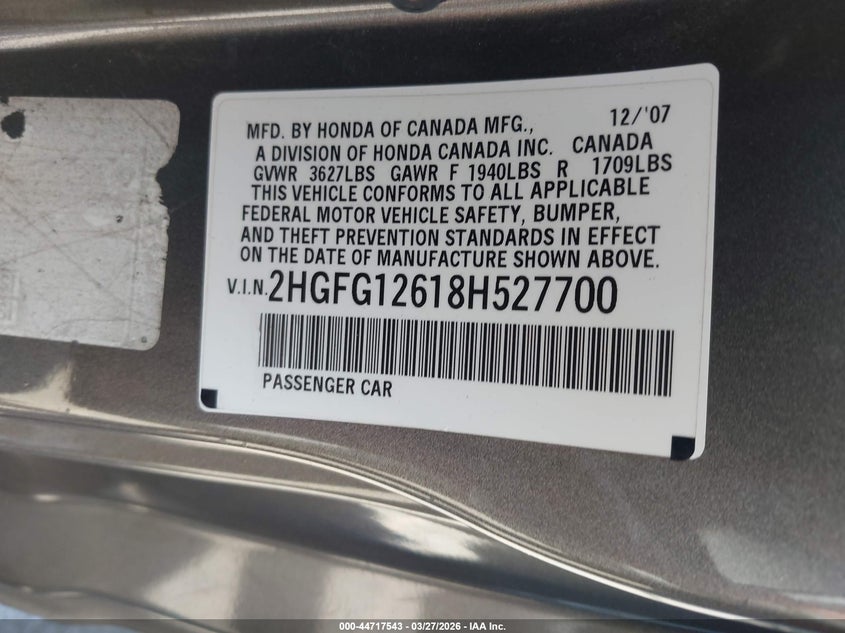 12/'07
MFD. BY HONDA OF CANADA MFG.,
A DIVISION OF HONDA CANADA INC. CANADA
GVWR 3627LBS GAWR F 1940LBS R 1709LBS
THIS VEHICLE CONFORMS TO ALL APPLICABLE
FEDERAL MOTOR VEHICLE SAFETY, BUMPER,
AND THEFT PREVENTION STANDARDS IN EFFECT
ON THE DATE OF MANUFACTURE SHOWN ABOVE.
V.I.N. 2HGFG12618H527700
PASSENGER CAR
000-44717543 - 03/27/2026 - IAA Inc.